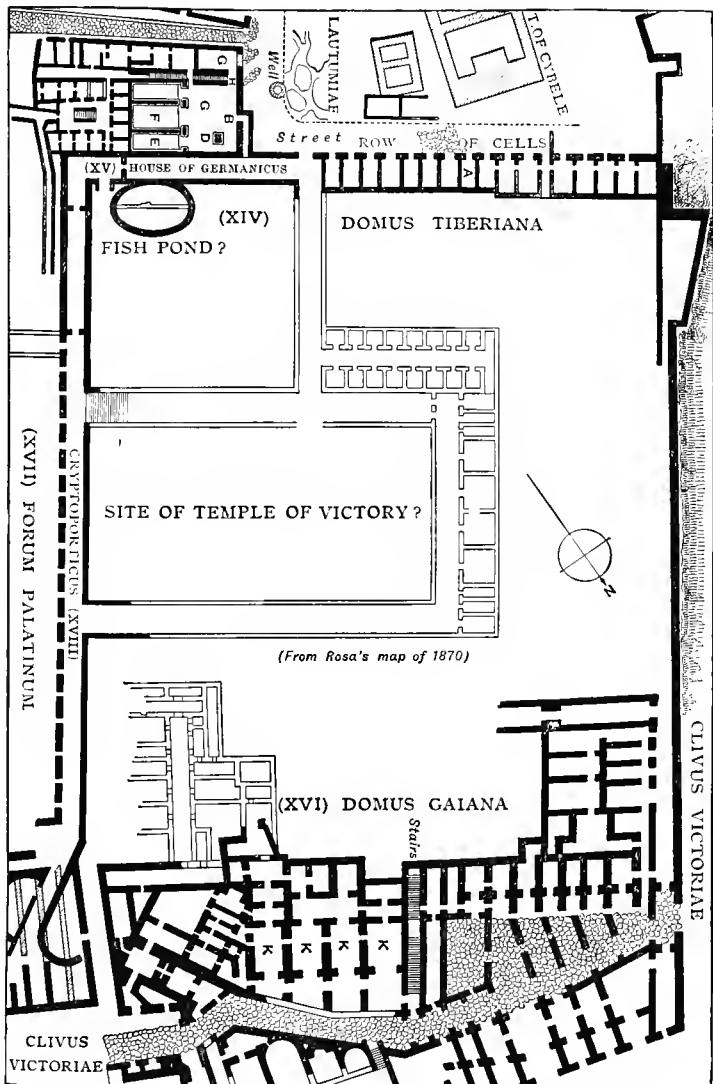 LAUTUMIAE
Well
T. OF CYBELE
G
H
G
B
F
D
E
Street ROW OF CELLS
(XV) HOUSE OF GERMANICUS
A
(XIV)
FISH POND?
DOMUS TIBERIANA
(XVII) FORUM PALATINUM
CRYPTOPORTICUS (XVIII)
SITE OF TEMPLE OF VICTORY?
N
(From Rosa's map of 1870)
CLIVUS VICTORIAE
(XVI) DOMUS GAIANA
Stairs
K K K K
CLIVUS
VICTORIAE